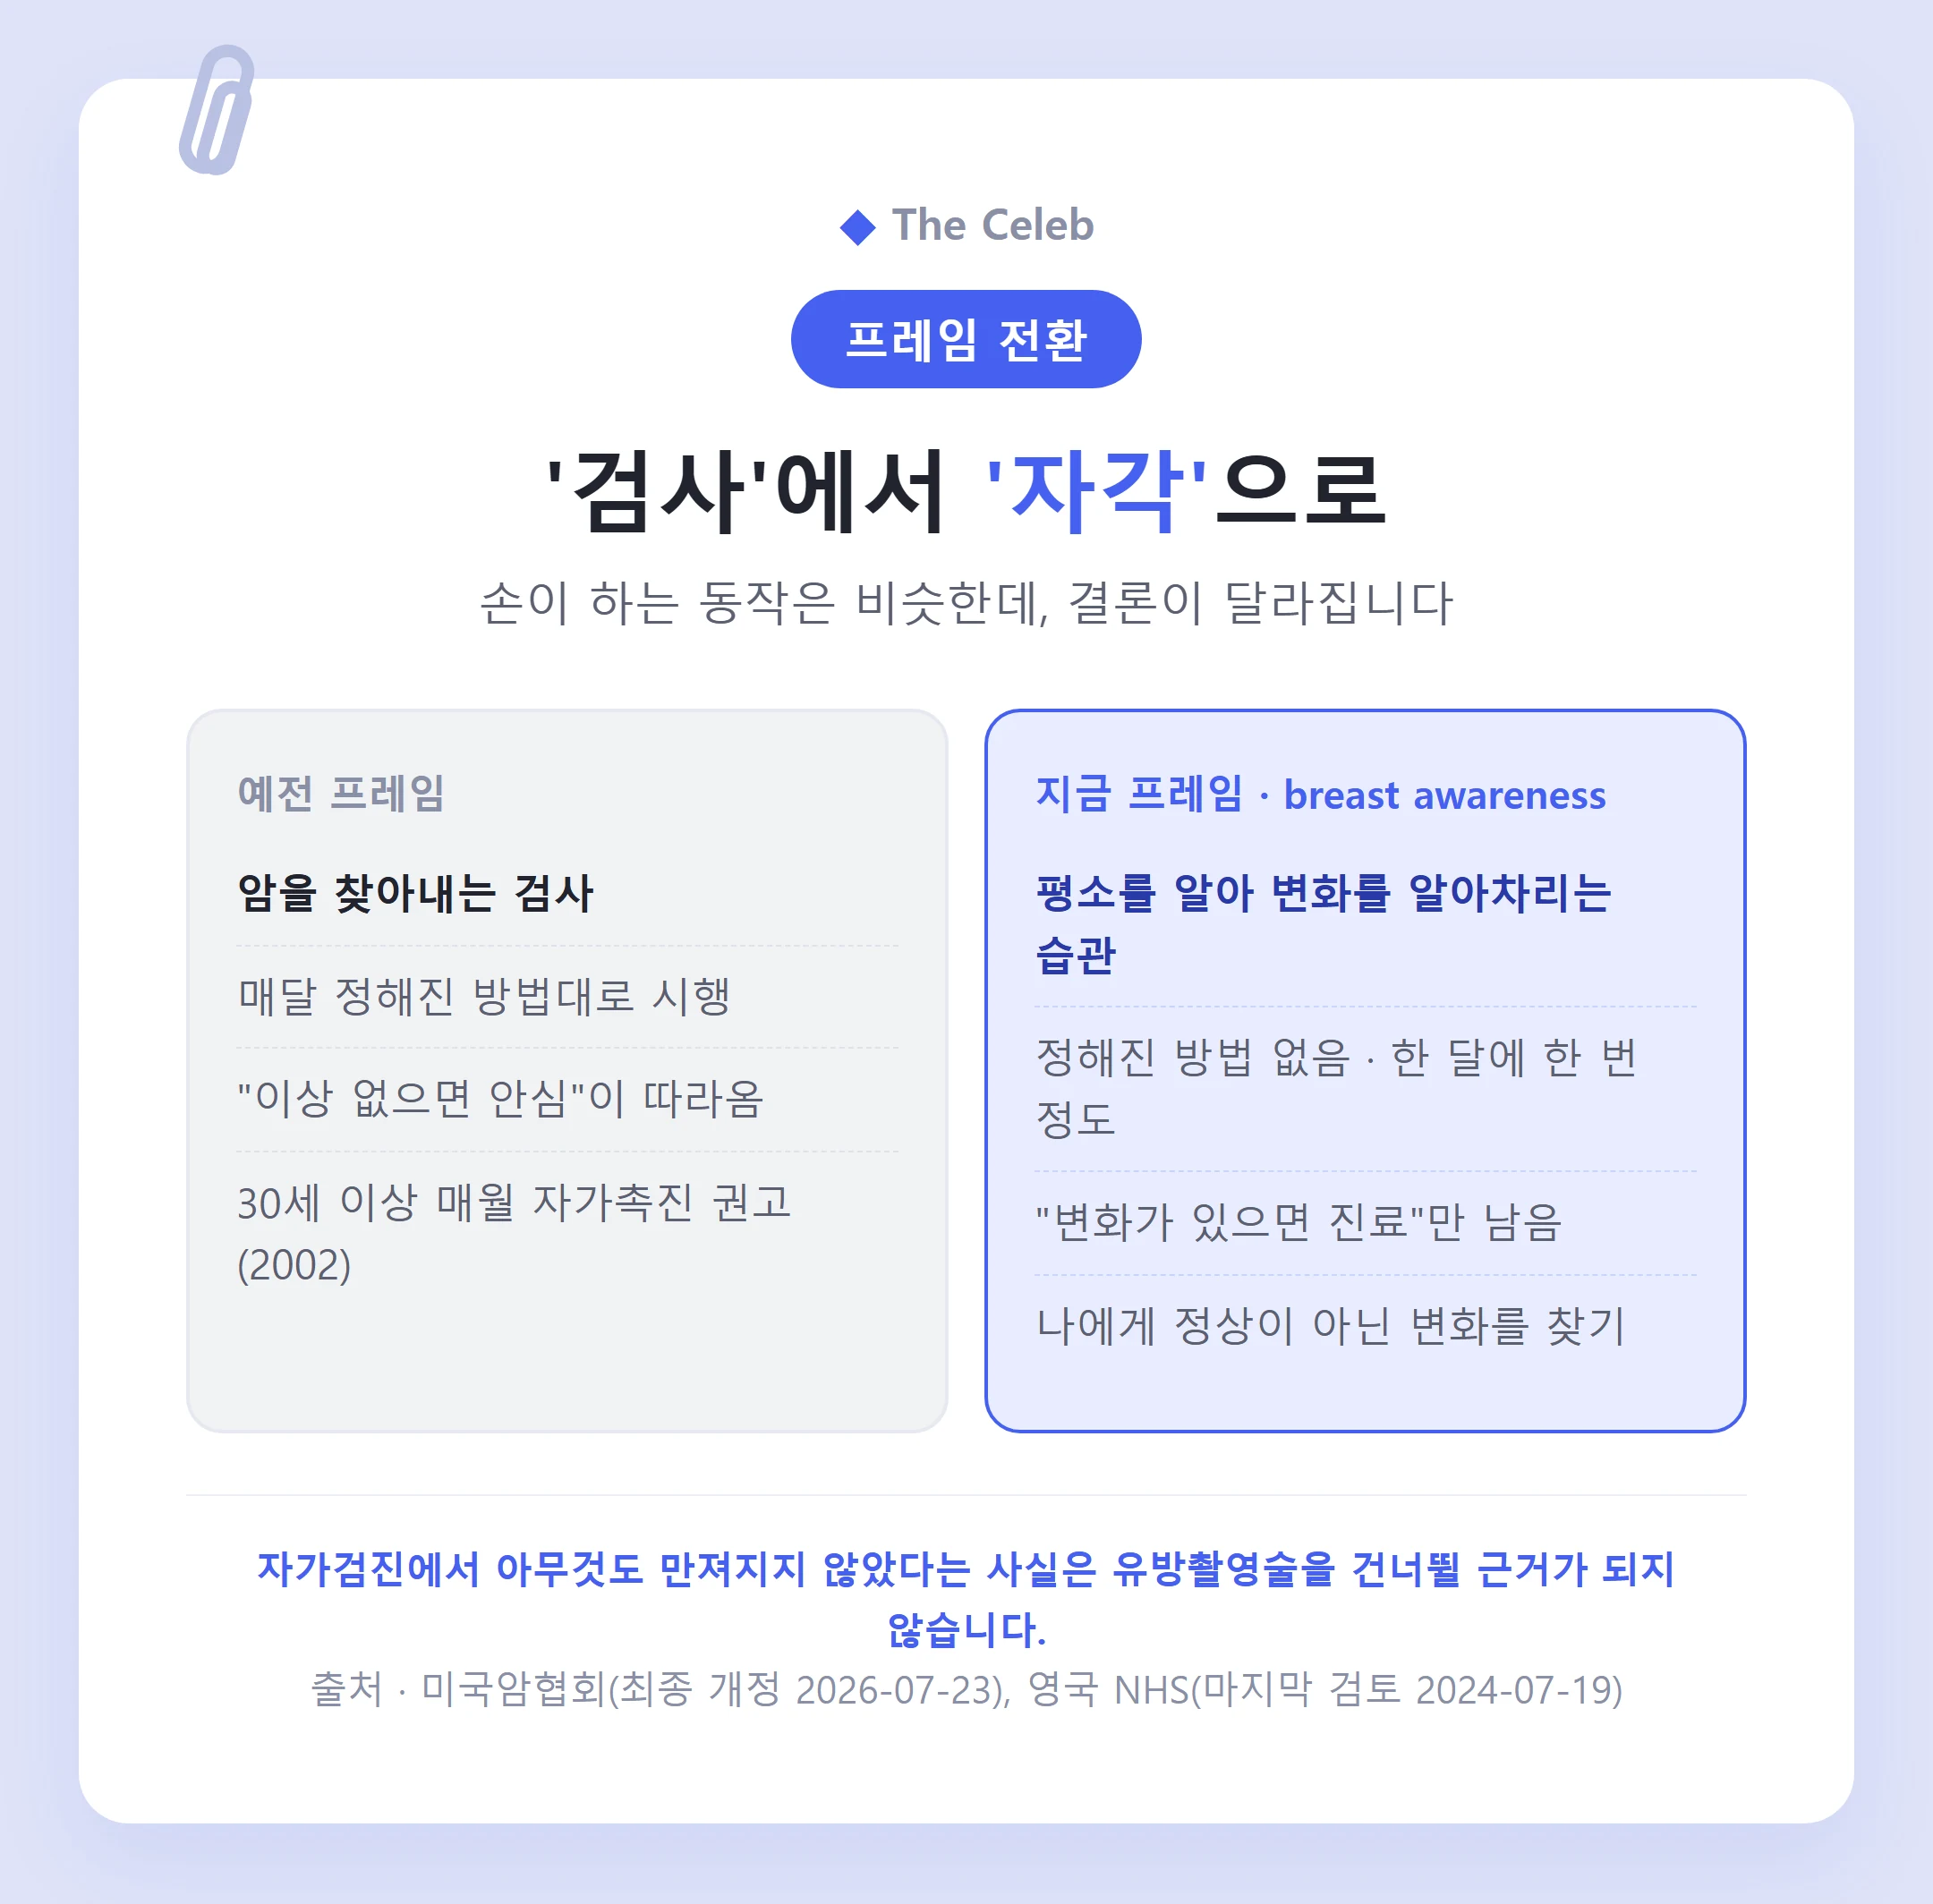 ◆ The Celeb
프레임 전환
'검사'에서 '자각'으로
손이 하는 동작은 비슷한데, 결론이 달라집니다
예전 프레임
암을 찾아내는 검사
매달 정해진 방법대로 시행
"이상 없으면 안심"이 따라옴
30세 이상 매월 자가촉진 권고
(2002)
지금 프레임 · breast awareness
평소를 알아 변화를 알아차리는
습관
정해진 방법 없음 · 한 달에 한 번
정도
"변화가 있으면 진료"만 남음
나에게 정상이 아닌 변화를 찾기
자가검진에서 아무것도 만져지지 않았다는 사실은 유방촬영술을 건너뛸 근거가 되지
않습니다.
출처 · 미국암협회(최종 개정 2026-07-23), 영국 NHS(마지막 검토 2024-07-19)